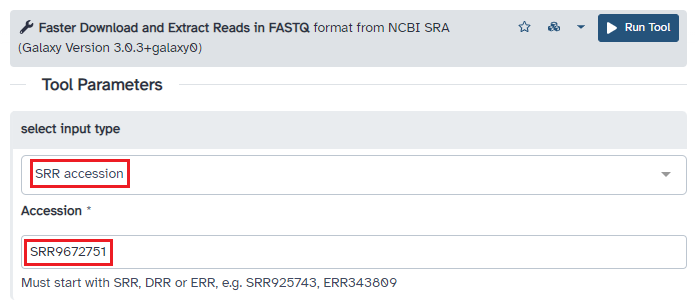 Faster Download and Extract Reads in FASTQ format from NCBI SRA
(Galaxy Version 3.0.3+galaxy0)
Run Tool
Tool Parameters
select input type
SRR accession
Accession *
SRR9672751
Must start with SRR, DRR or ERR, e.g. SRR925743, ERR343809